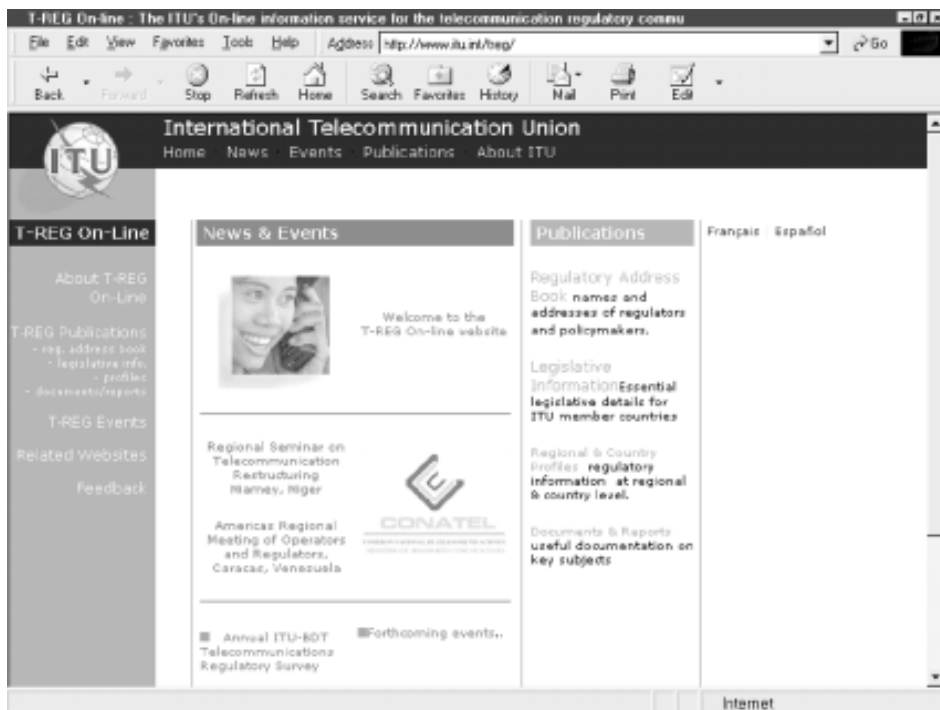 T-REG On-line : The ITU's On-line information service for the telecommunication regulatory commu
File Edit View Favorites Tools Help Address http://www.itu.int/treg/ Go
Back Forward Stop Refresh Home Search Favorites History Mail Print Edit
ITU
International Telecommunication Union
Home News Events Publications About ITU
T-REG On-Line
About T-REG
On-Line
T-REG Publications
- reg. address book
- legislative info.
- profiles
- documents/reports
T-REG Events
Related Websites
Feedback
News & Events
Welcome to the
T-REG On-line website
Regional Seminar on
Telecommunication
Restructuring
Niamey, Niger
Americas Regional
Meeting of Operators
and Regulators,
Caracas, Venezuela
CONATEL
Annual ITU-BDT
Telecommunications
Regulatory Survey
Forthcoming events..
Publications
Regulatory Address
Book names and
addresses of regulators
and policymakers.
Legislative
InformationEssential
legislative details for
ITU member countries
Regional & Country
Profiles regulatory
information at regional
& country level.
Documents & Reports
useful documentation on
key subjects
Français Español
Internet